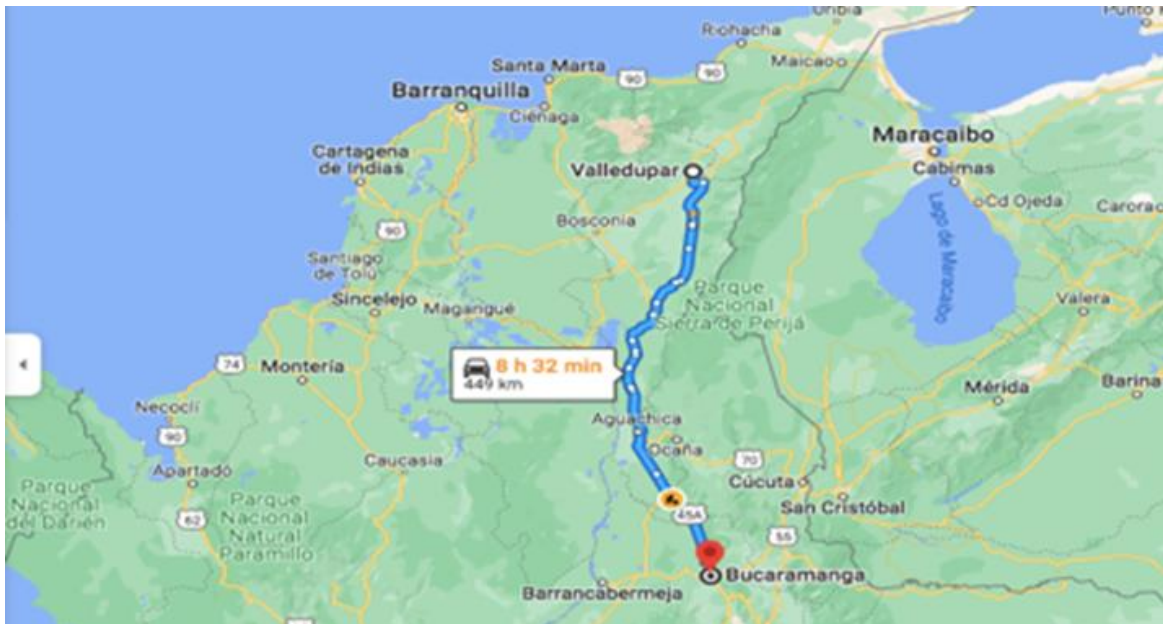 Uribia
Punto F
Riohacha
Santa Marta
90
90
Maicao
Barranquilla
Ciénaga
Maracaibo
Cartagena
de Indias
Valledupar
Cabimas
Cd Ojeda
Carora
Bosconia
90
Lago de Maracaibo
Santiago
de Tolú
Parque
Nacional
Sierra de Perijá
Sincelejo
Magangué
Valera
8 h 32 min
449 km
74
Montería
Mérida
Barina
Necoclí
Aguachica
90
Ocaña
Caucasia
70
Apartadó
Cúcuta
Parque
Nacional
del Darién
Parque
Natural
Paramillo
San Cristóbal
62
45A
55
Bucaramanga
Barrancabermeja